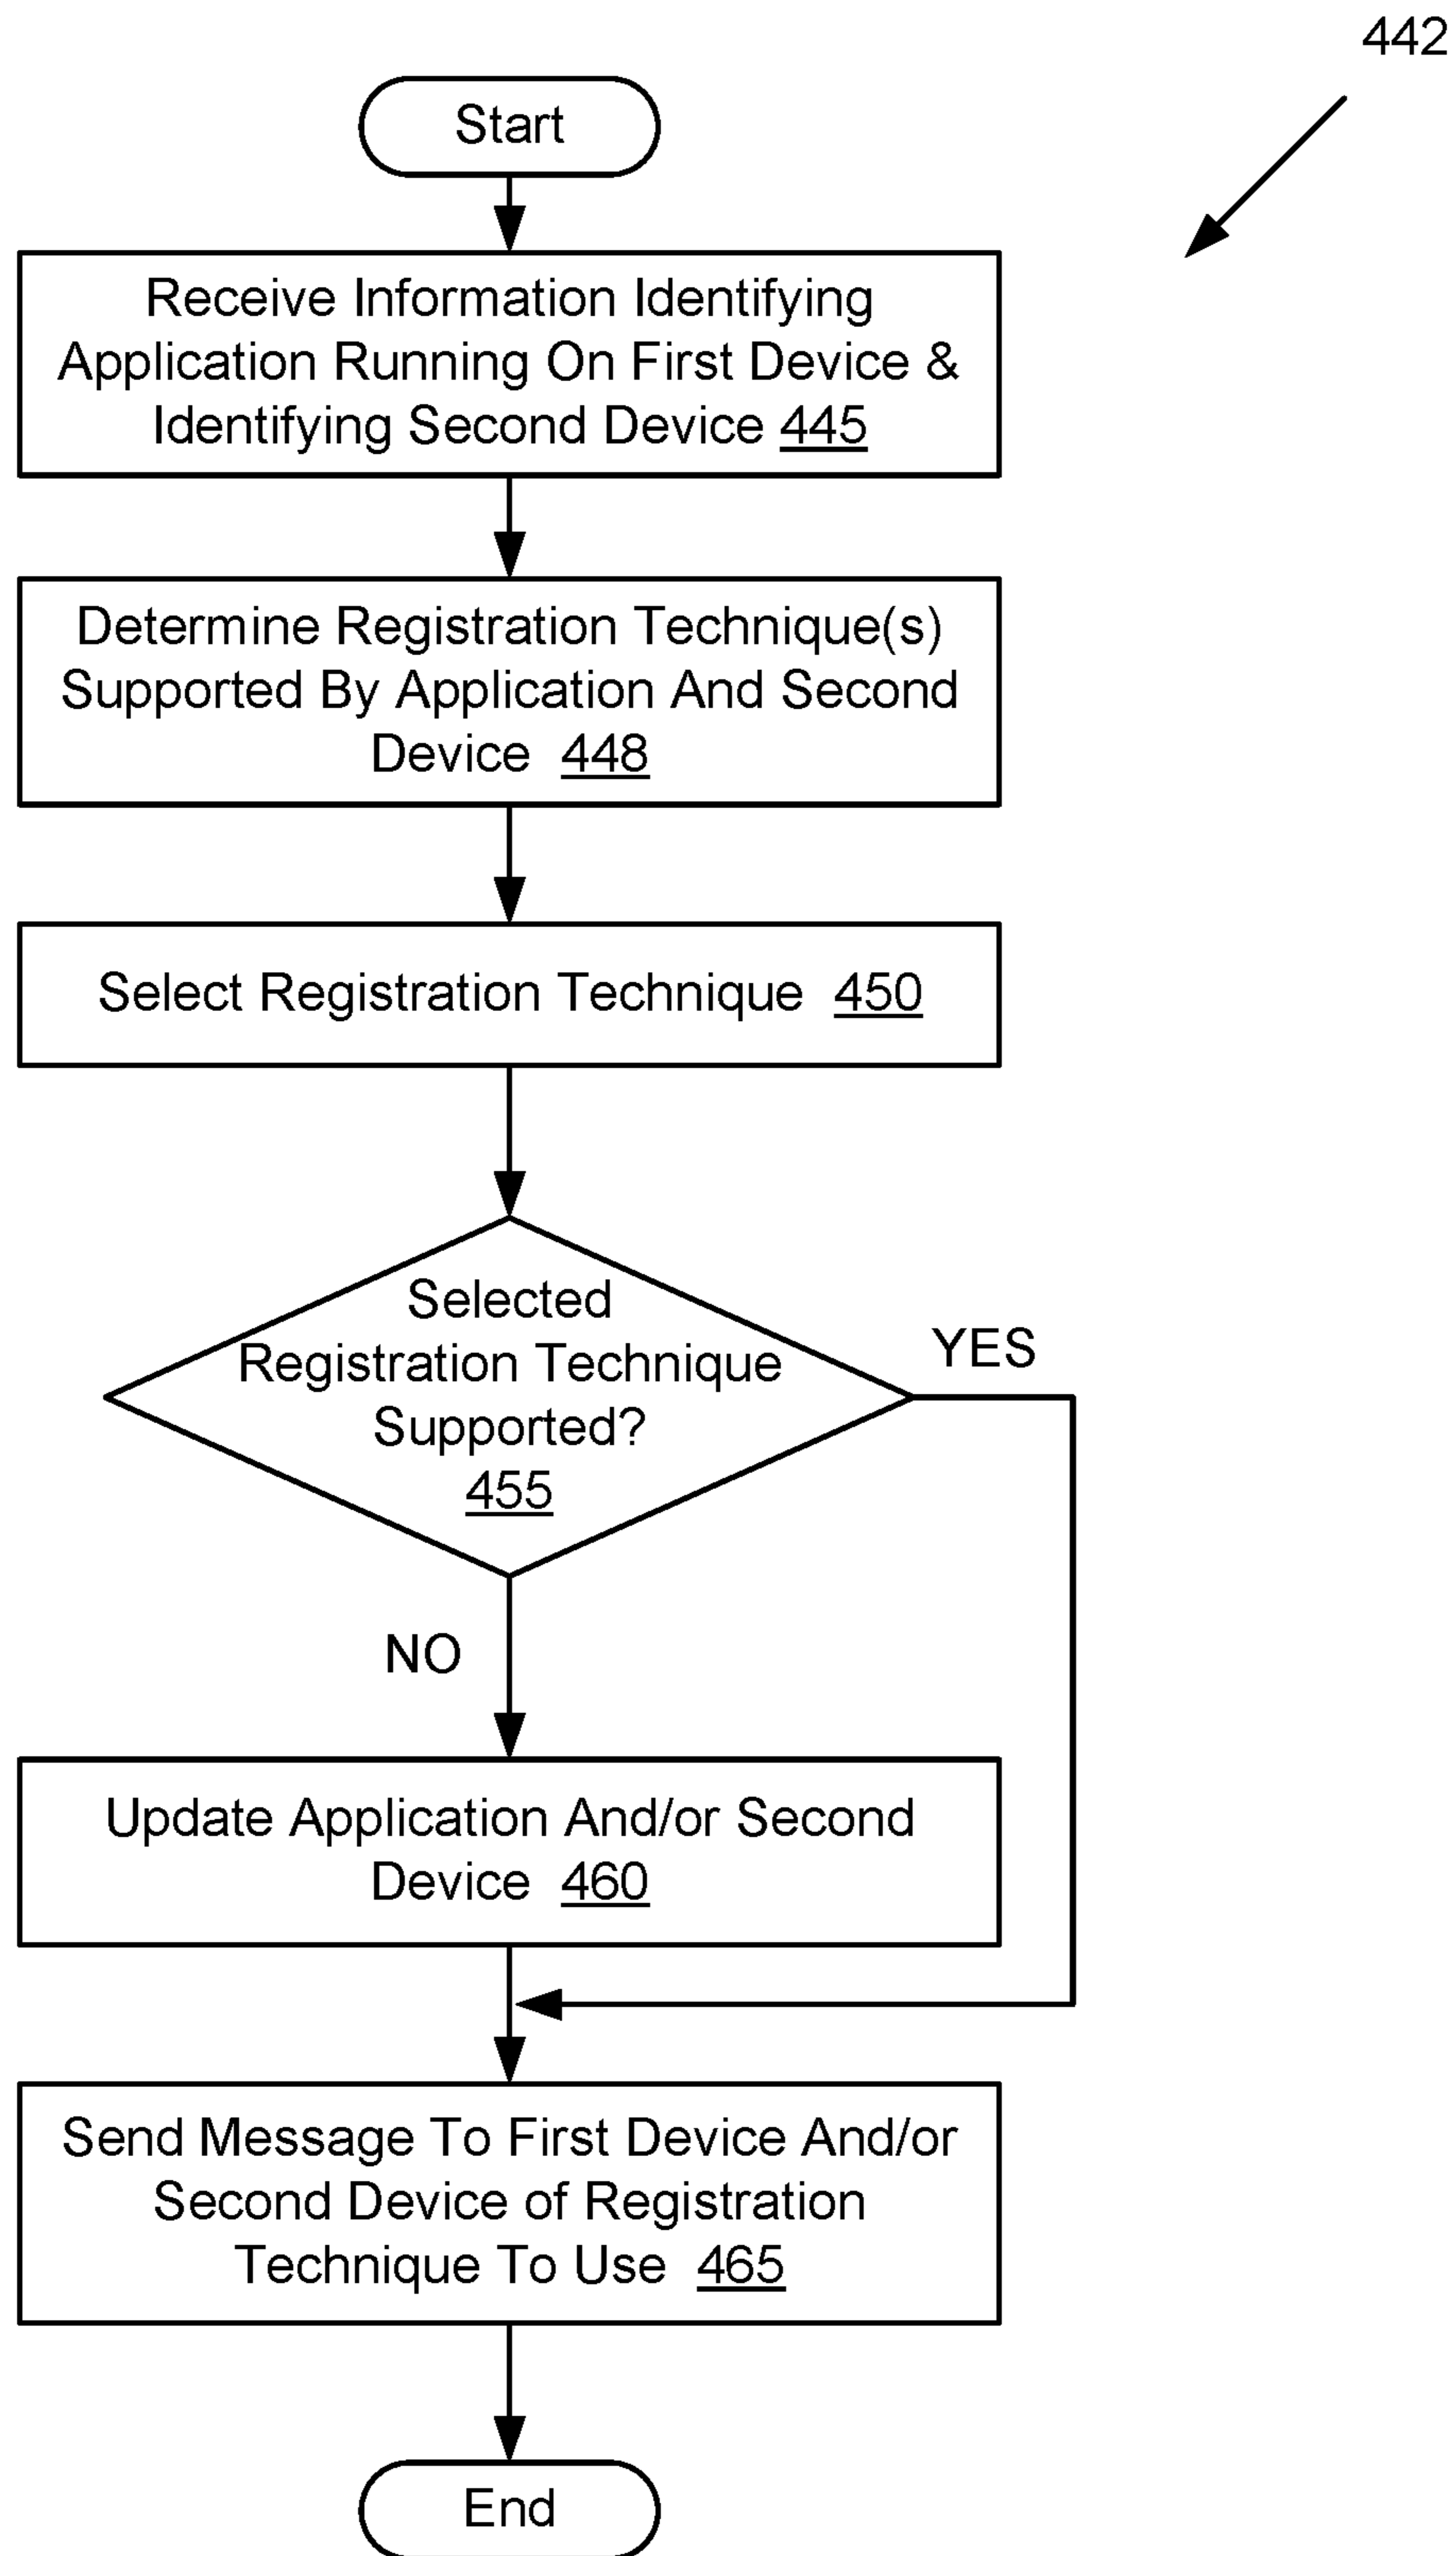 442
Start
Receive Information Identifying
Application Running On First Device &
Identifying Second Device 445
Determine Registration Technique(s)
Supported By Application And Second
Device 448
Select Registration Technique 450
Selected
Registration Technique
Supported?
455
YES
NO
Update Application And/or Second
Device 460
Send Message To First Device And/or
Second Device of Registration
Technique To Use 465
End